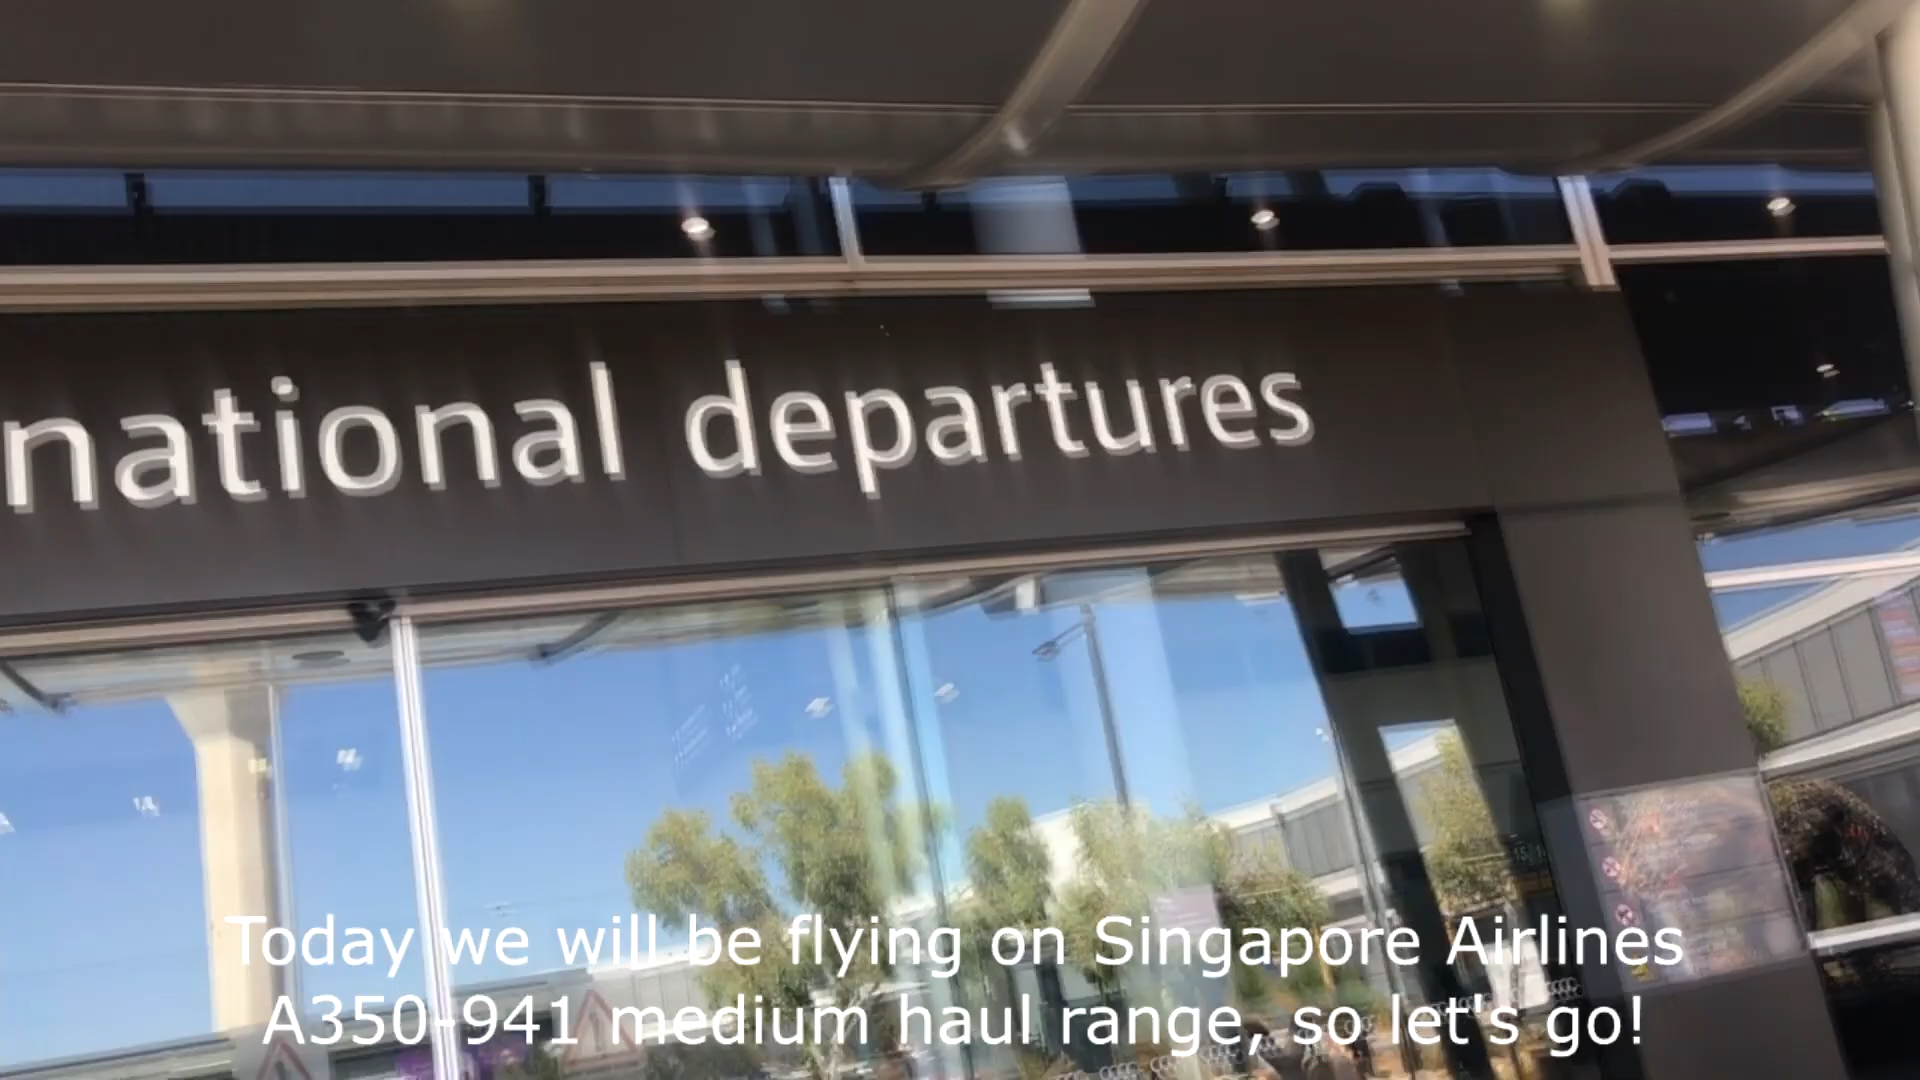 national departures
Today we will be flying on Singapore Airlines
A350-941 medium haul range, so let's go!